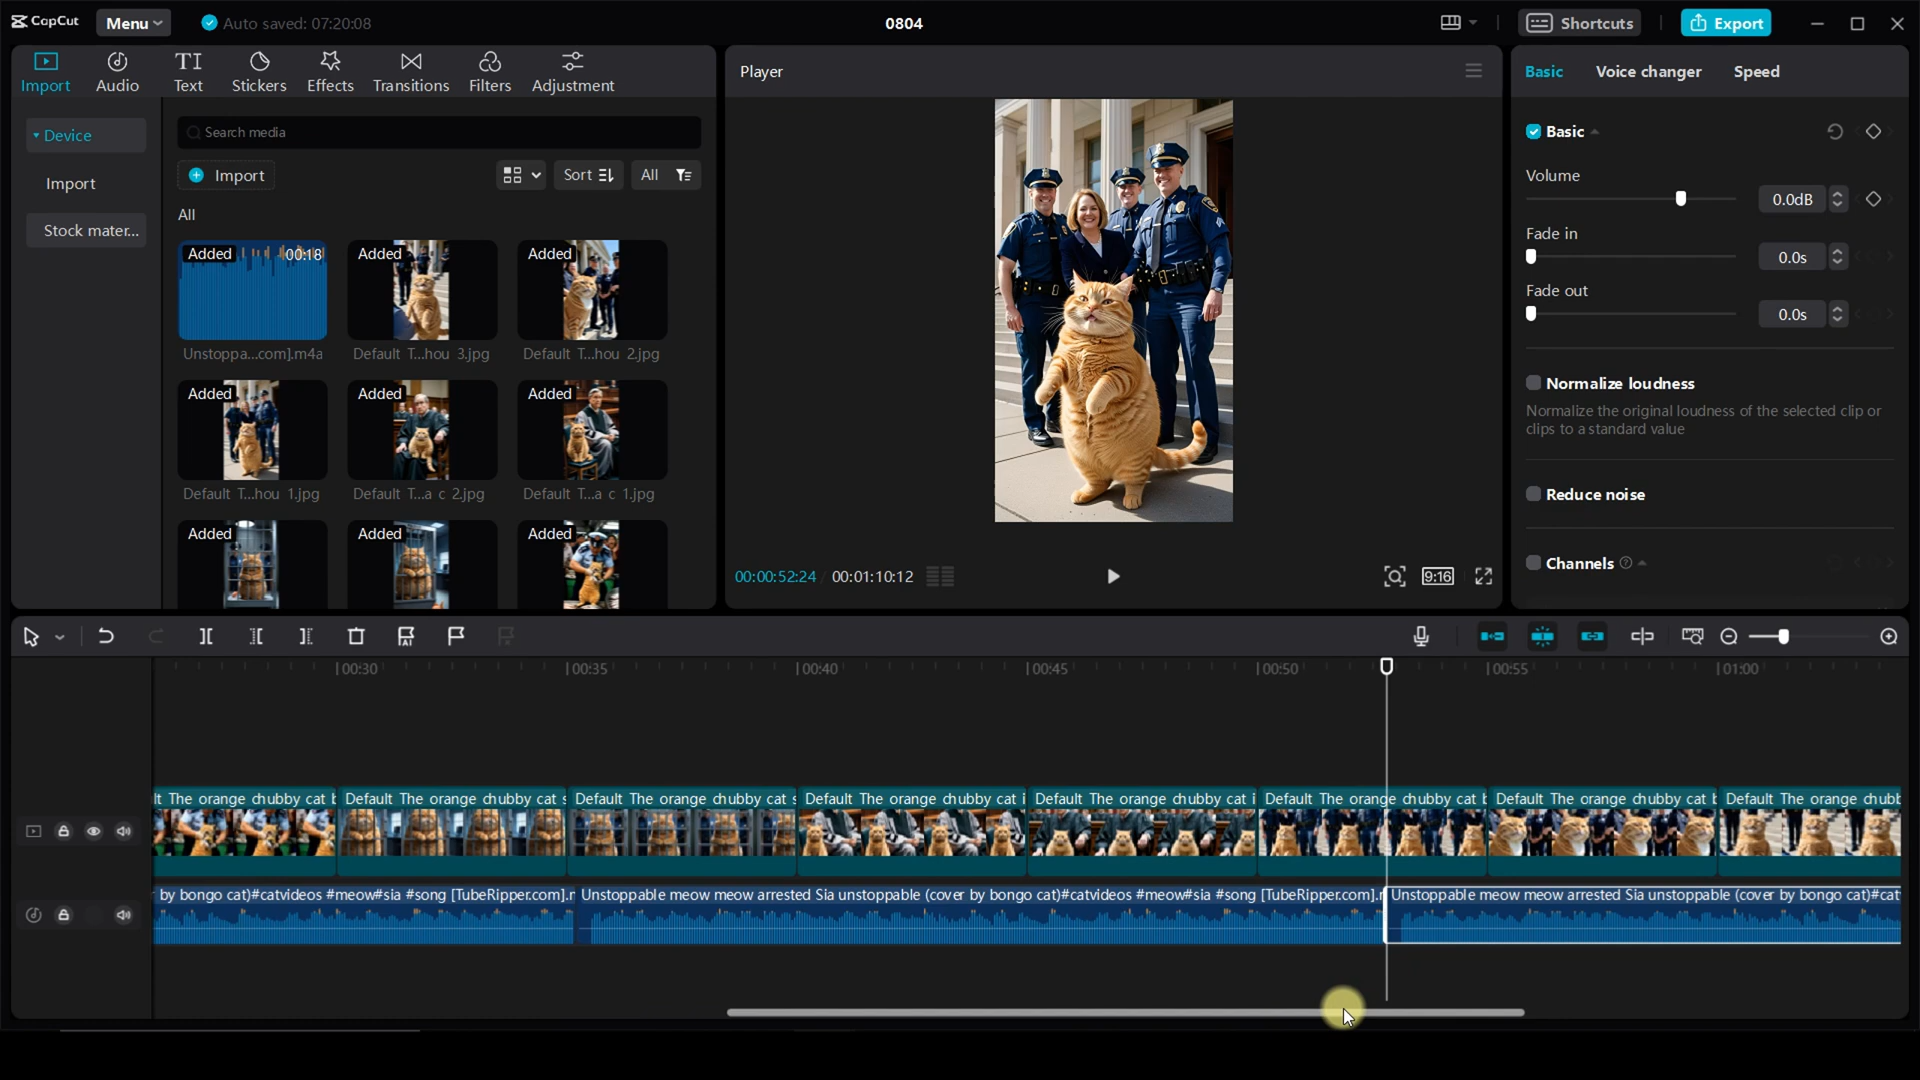 CapCut
Menu
Auto saved: 07:20:08
0804
Shortcuts
Export
Import
Audio
TI
Text
Stickers
Effects
Transitions
Filters
Adjustment
Device
Import
Stock mater...
Search media
Import
Sort
All
All
Added
00:18
Unstoppa...com].m4a
Added
Default T...hou 3.jpg
Added
Default T...hou 2.jpg
Added
Default T...hou 1.jpg
Added
Default T...a c 2.jpg
Added
Default T...a c 1.jpg
Added
Added
Added
Player
00:00:52:24
00:01:10:12
9:16
Basic
Voice changer
Speed
Basic
Volume
0.0dB
Fade in
0.0s
Fade out
0.0s
Normalize loudness
Normalize the original loudness of the selected clip or
clips to a standard value
Reduce noise
Channels
AI
00:30
00:35
00:40
00:45
00:50
00:55
01:00
lt The orange chubby cat
Default The orange chubby cat s
Default The orange chubby cat s
Default The orange chubby cat i
Default The orange chubby cat i
Default The orange chubby cat b
Default The orange chubby cat b
Default The orange chubb
r by bongo cat)#catvideos #meow#sia #song [TubeRipper.com].m
Unstoppable meow meow arrested Sia unstoppable (cover by bongo cat)#catvideos #meow#sia #song [TubeRipper.com].m
Unstoppable meow meow arrested Sia unstoppable (cover by bongo cat)#cat